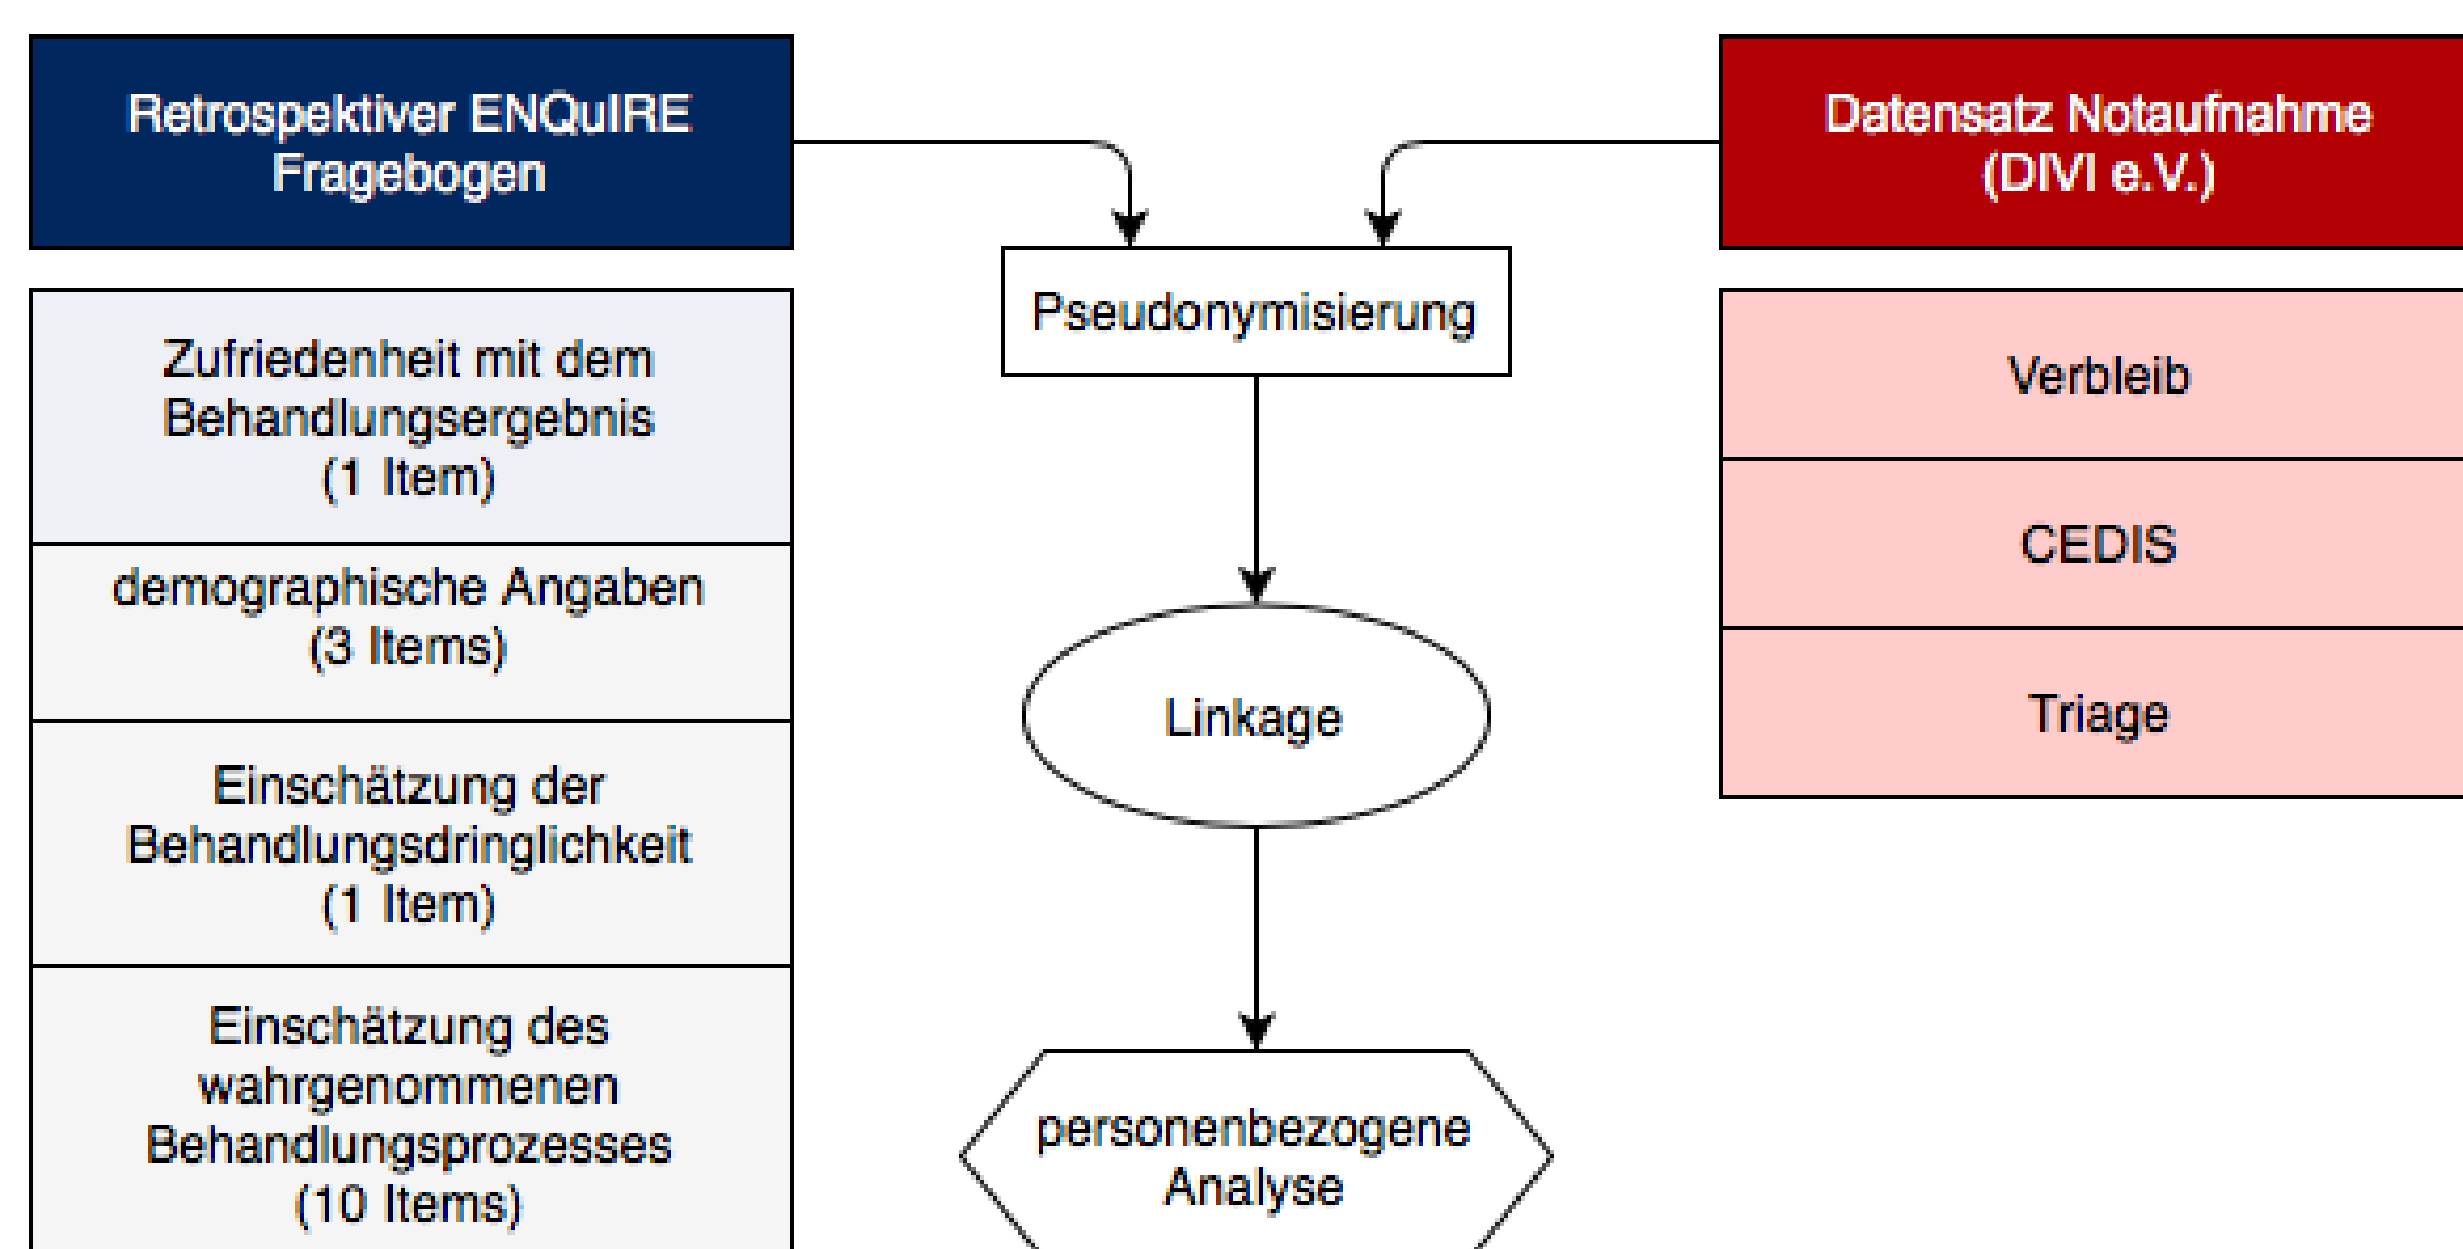 Retrospektiver ENQuIRE
Fragebogen
Zufriedenheit mit dem
Behandlungsergebnis
(1 Item)
demographische Angaben
(3 Items)
Einschätzung der
Behandlungsdringlichkeit
(1 Item)
Einschätzung des
wahrgenommenen
Behandlungsprozesses
(10 Items)
Pseudonymisierung
Linkage
personenbezogene
Analyse
Datensatz Notaufnahme
(DIVI e.V.)
Verbleib
CEDIS
Triage